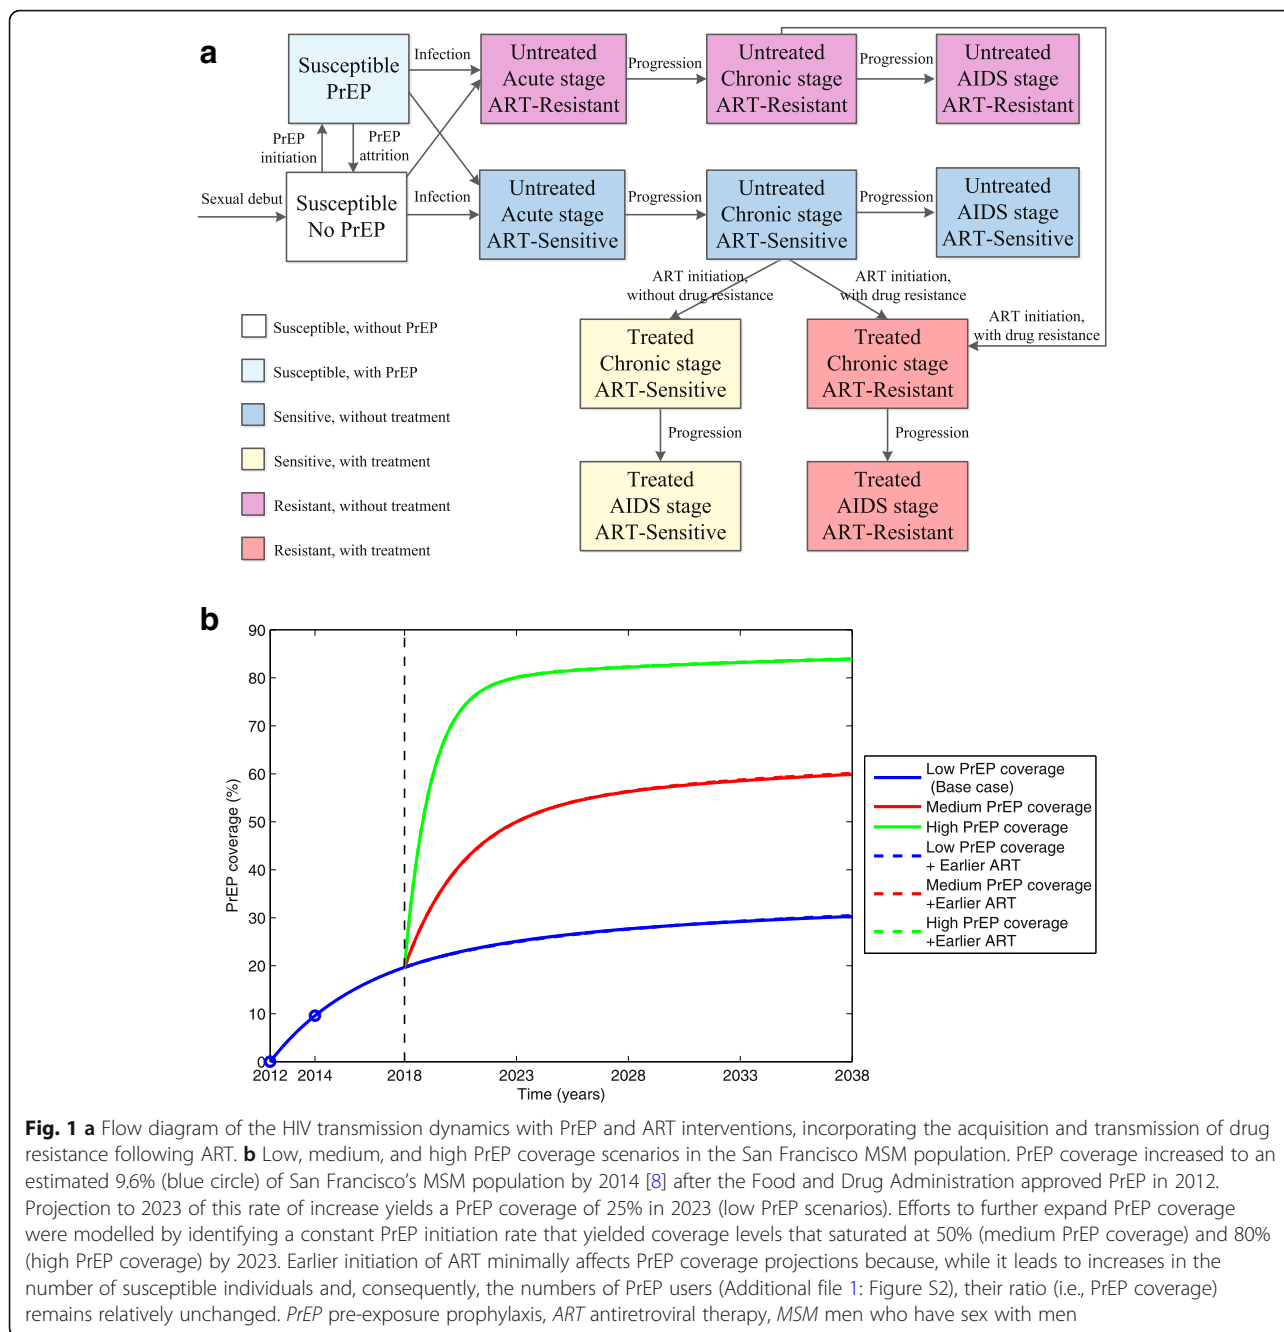 a
Susceptible
PrEP
Infection
Untreated
Acute stage
ART-Resistant
Progression
Untreated
Chronic stage
ART-Resistant
Progression
Untreated
AIDS stage
ART-Resistant
PrEP
initiation
PrEP
attrition
Sexual debut
Susceptible
No PrEP
Infection
Untreated
Acute stage
ART-Sensitive
Progression
Untreated
Chronic stage
ART-Sensitive
Progression
Untreated
AIDS stage
ART-Sensitive
ART initiation,
without drug resistance
ART initiation,
with drug resistance
ART initiation,
with drug resistance
Treated
Chronic stage
ART-Sensitive
Treated
Chronic stage
ART-Resistant
Progression
Progression
Treated
AIDS stage
ART-Sensitive
Treated
AIDS stage
ART-Resistant
Susceptible, without PrEP
Susceptible, with PrEP
Sensitive, without treatment
Sensitive, with treatment
Resistant, without treatment
Resistant, with treatment
b
PrEP coverage (%)
90
80
70
60
50
40
30
20
10
0
2012 2014 2018 2023 2028 2033 2038
Time (years)
Low PrEP coverage
(Base case)
Medium PrEP coverage
High PrEP coverage
Low PrEP coverage
+ Earlier ART
Medium PrEP coverage
+Earlier ART
High PrEP coverage
+Earlier ART
Fig. 1 a Flow diagram of the HIV transmission dynamics with PrEP and ART interventions, incorporating the acquisition and transmission of drug
resistance following ART. b Low, medium, and high PrEP coverage scenarios in the San Francisco MSM population. PrEP coverage increased to an
estimated 9.6% (blue circle) of San Francisco's MSM population by 2014 [8] after the Food and Drug Administration approved PrEP in 2012.
Projection to 2023 of this rate of increase yields a PrEP coverage of 25% in 2023 (low PrEP scenarios). Efforts to further expand PrEP coverage
were modelled by identifying a constant PrEP initiation rate that yielded coverage levels that saturated at 50% (medium PrEP coverage) and 80%
(high PrEP coverage) by 2023. Earlier initiation of ART minimally affects PrEP coverage projections because, while it leads to increases in the
number of susceptible individuals and, consequently, the numbers of PrEP users (Additional file 1: Figure S2), their ratio (i.e., PrEP coverage)
remains relatively unchanged. PrEP pre-exposure prophylaxis, ART antiretroviral therapy, MSM men who have sex with men